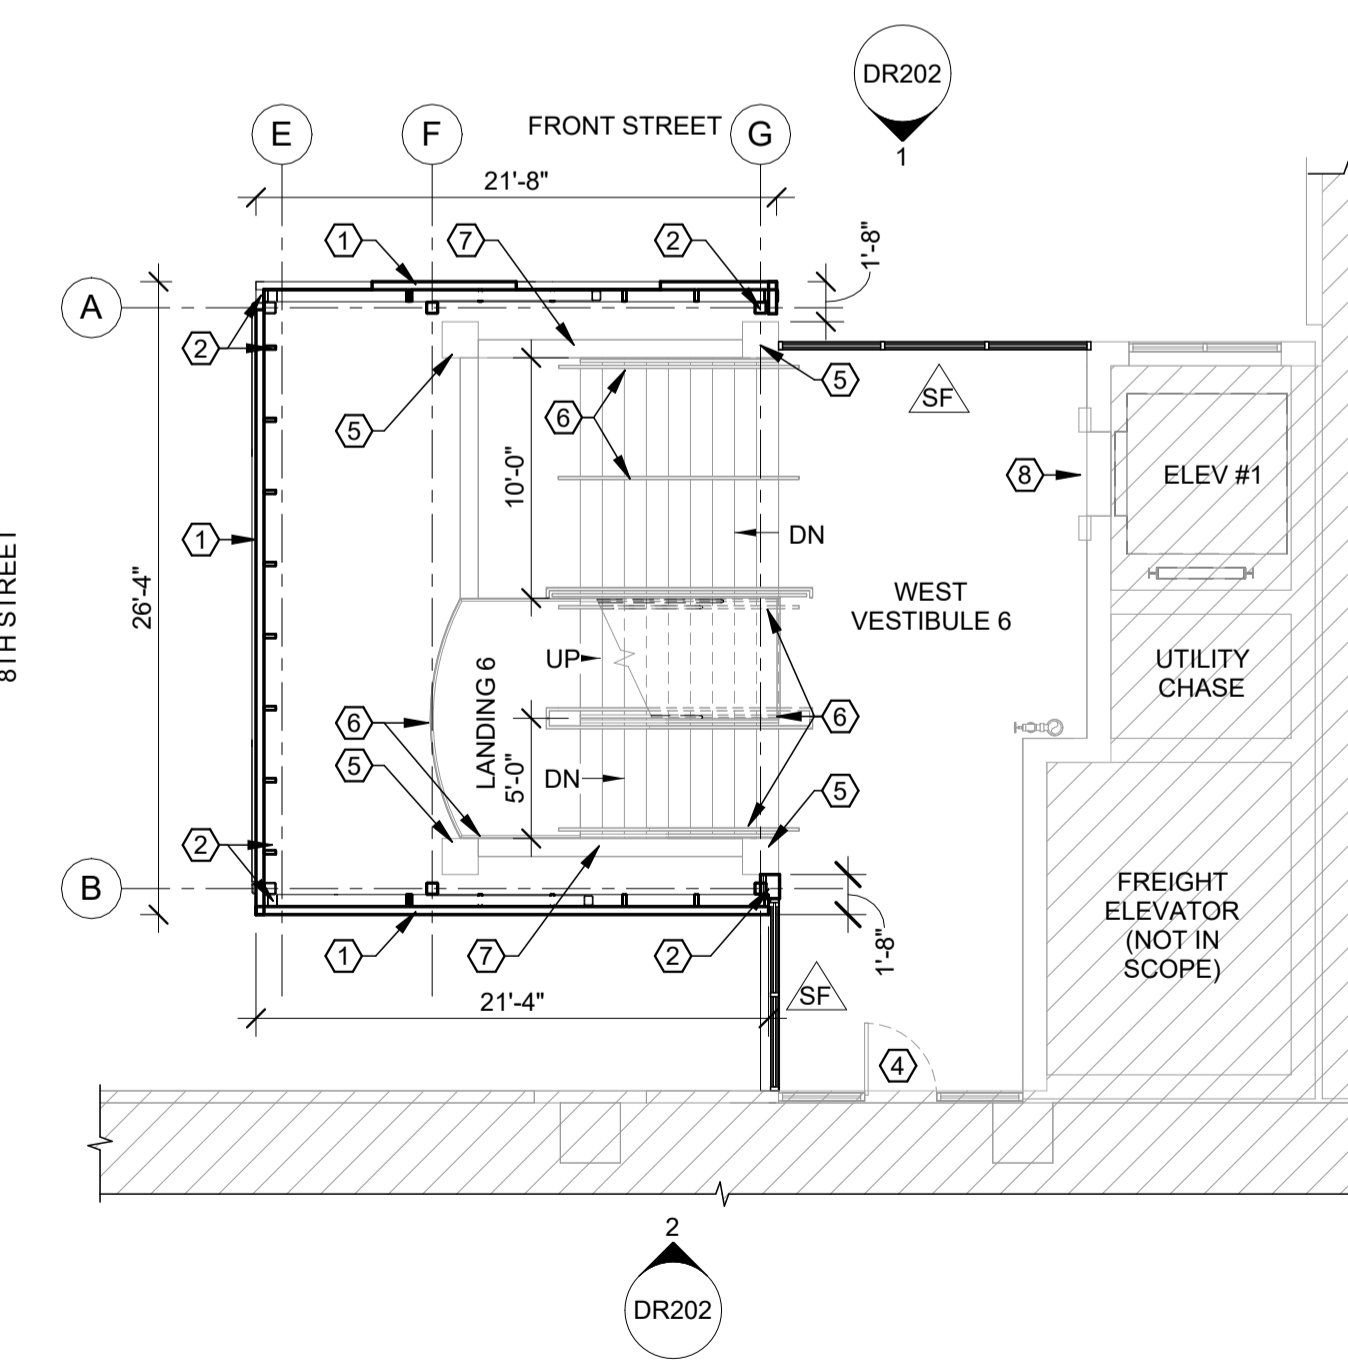 DR202
1
E
F
FRONT STREET
G
21'-8"
1
7
2
1'-8"
A
2
5
5
SF
6
10'-0"
8
ELEV #1
1
DN
8TH STREET
26'-4"
WEST
VESTIBULE 6
UP
UTILITY
CHASE
6
LANDING 6
6
5
5'-0"
DN
5
2
B
FREIGHT
ELEVATOR
(NOT IN
SCOPE)
1
7
2
1'-8"
21'-4"
SF
4
2
DR202